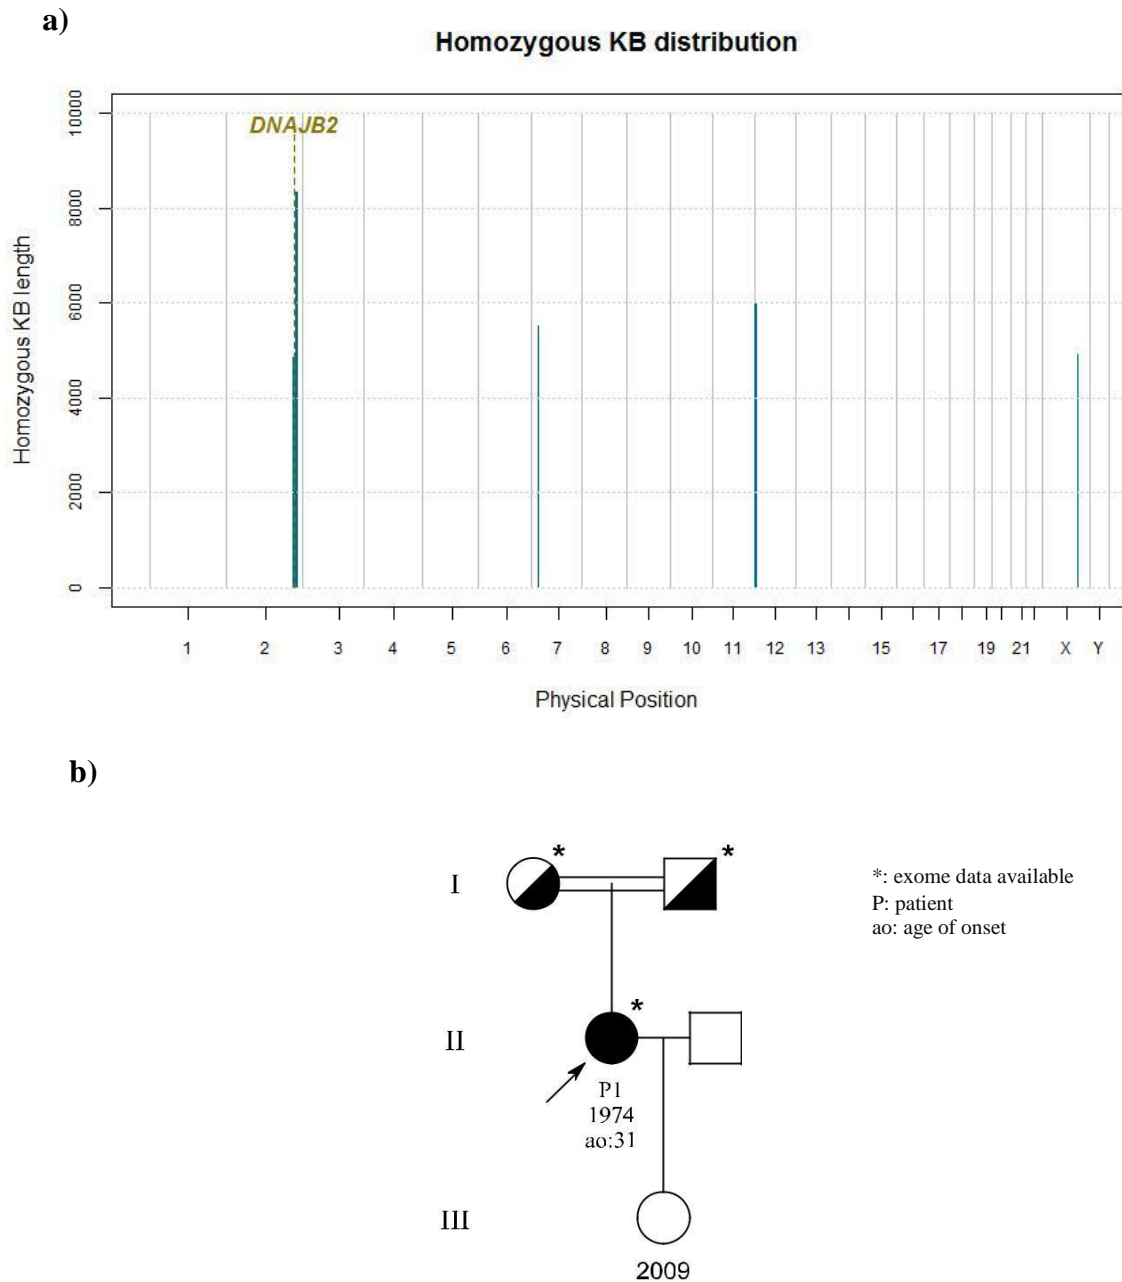 a)
Homozygous KB distribution
DNAJB2
Homozygous KB length
10000
8000
6000
4000
2000
0
1 2 3 4 5 6 7 8 9 10 11 12 13 15 17 19 21 X Y
Physical Position
b)
I
*
*
*: exome data available
P: patient
ao: age of onset
II
*
P1
1974
ao:31
III
2009